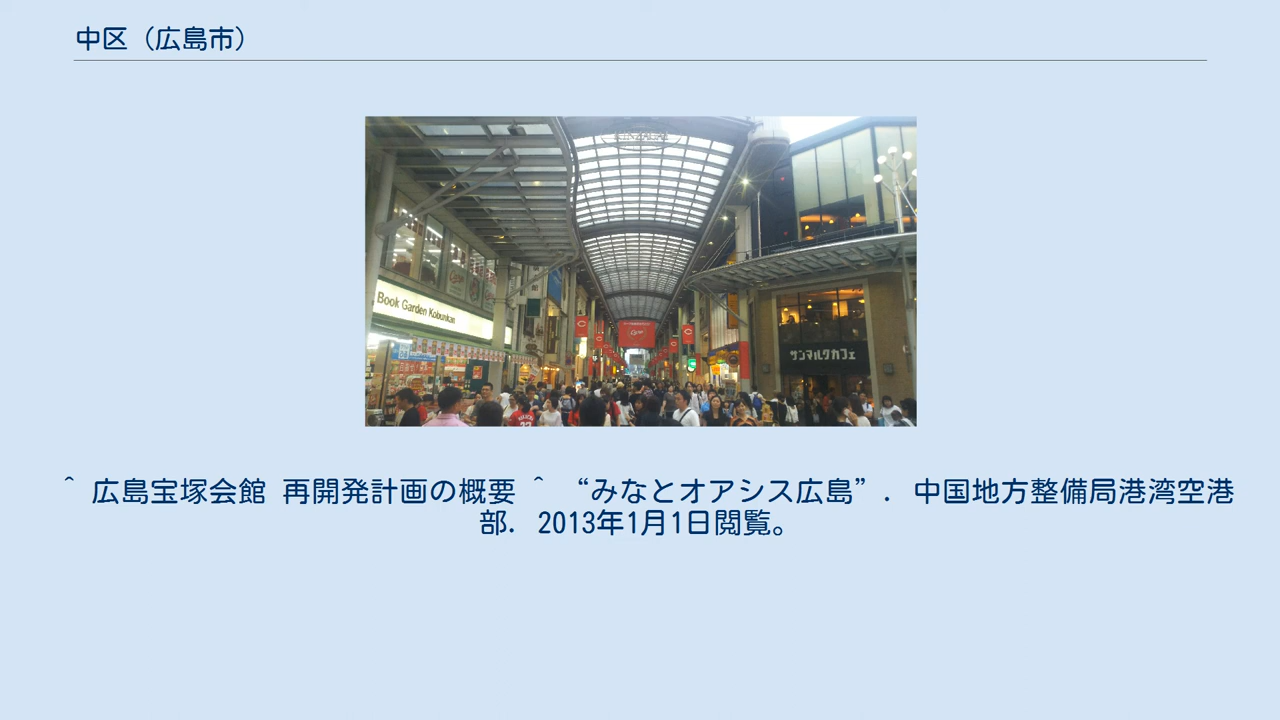 中区（広島市）
Book Garden Kobunkan
サンマルクカフェ
^ 広島宝塚会館 再開発計画の概要 ^ “みなとオアシス広島”. 中国地方整備局港湾空港
部. 2013年1月1日閲覧。